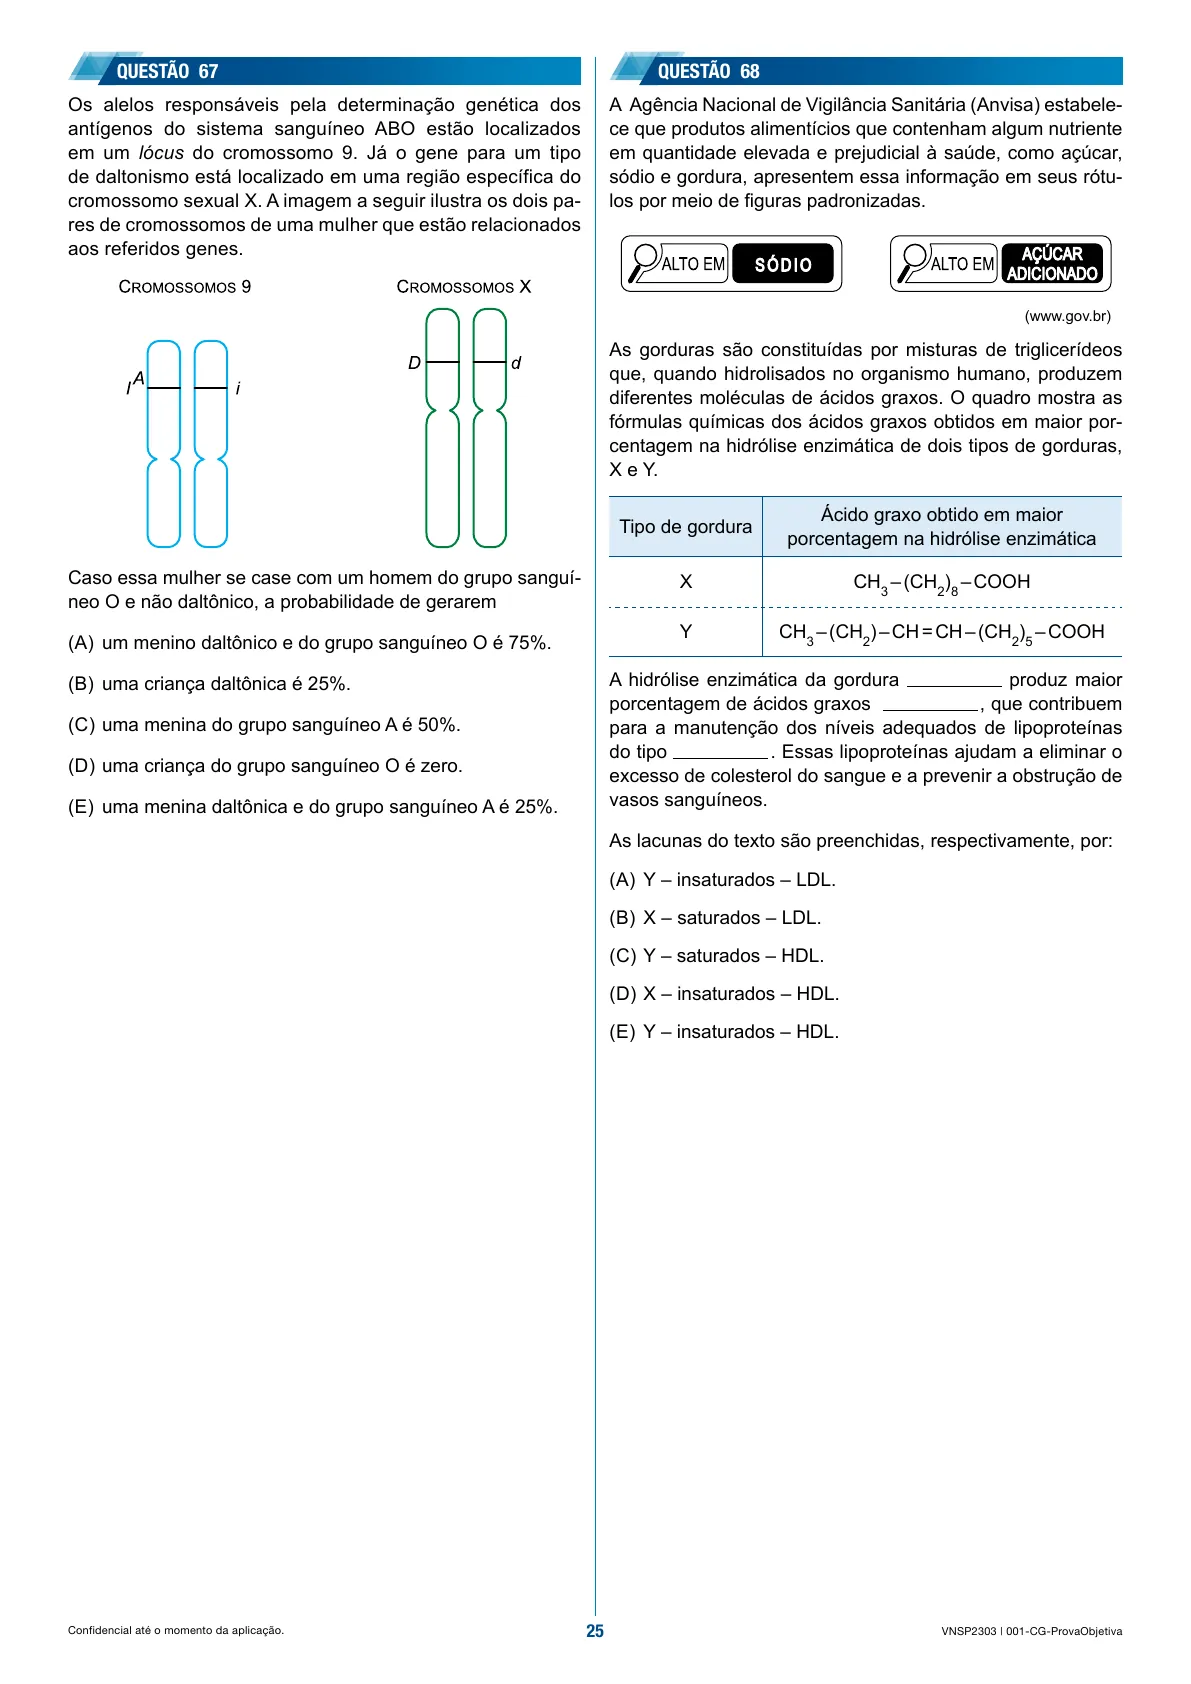 QUESTÃO 67
Os alelos responsáveis pela determinação genética dos
antígenos do sistema sanguíneo ABO estão localizados
em um lócus do cromossomo 9. Já o gene para um tipo
de daltonismo está localizado em uma região específica do
cromossomo sexual X. A imagem a seguir ilustra os dois pa-
res de cromossomos de uma mulher que estão relacionados
aos referidos genes.
CROMOSSOMOS 9
CROMOSSOMOS X
I^A
i
D
d
Caso essa mulher se case com um homem do grupo sanguí-
neo O e não daltônico, a probabilidade de gerarem
(A) um menino daltônico e do grupo sanguíneo O é 75%.
(B) uma criança daltônica é 25%.
(C) uma menina do grupo sanguíneo A é 50%.
(D) uma criança do grupo sanguíneo O é zero.
(E) uma menina daltônica e do grupo sanguíneo A é 25%.
QUESTÃO 68
A Agência Nacional de Vigilância Sanitária (Anvisa) estabele-
ce que produtos alimentícios que contenham algum nutriente
em quantidade elevada e prejudicial à saúde, como açúcar,
sódio e gordura, apresentem essa informação em seus rótu-
los por meio de figuras padronizadas.
ALTO EM SÓDIO
ALTO EM AÇÚCAR ADICIONADO
(www.gov.br)
As gorduras são constituídas por misturas de triglicerídeos
que, quando hidrolisados no organismo humano, produzem
diferentes moléculas de ácidos graxos. O quadro mostra as
fórmulas químicas dos ácidos graxos obtidos em maior por-
centagem na hidrólise enzimática de dois tipos de gorduras,
X e Y.
Tipo de gordura
Ácido graxo obtido em maior
porcentagem na hidrólise enzimática
X
CH₃–(CH₂)₈–COOH
Y
CH₃–(CH₂)–CH=CH–(CH₂)₅–COOH
A hidrólise enzimática da gordura __________ produz maior
porcentagem de ácidos graxos __________, que contribuem
para a manutenção dos níveis adequados de lipoproteínas
do tipo __________. Essas lipoproteínas ajudam a eliminar o
excesso de colesterol do sangue e a prevenir a obstrução de
vasos sanguíneos.
As lacunas do texto são preenchidas, respectivamente, por:
(A) Y – insaturados – LDL.
(B) X – saturados – LDL.
(C) Y – saturados – HDL.
(D) X – insaturados – HDL.
(E) Y – insaturados – HDL.
Confidencial até o momento da aplicação.
25
VNSP2303 | 001-CG-ProvaObjetiva